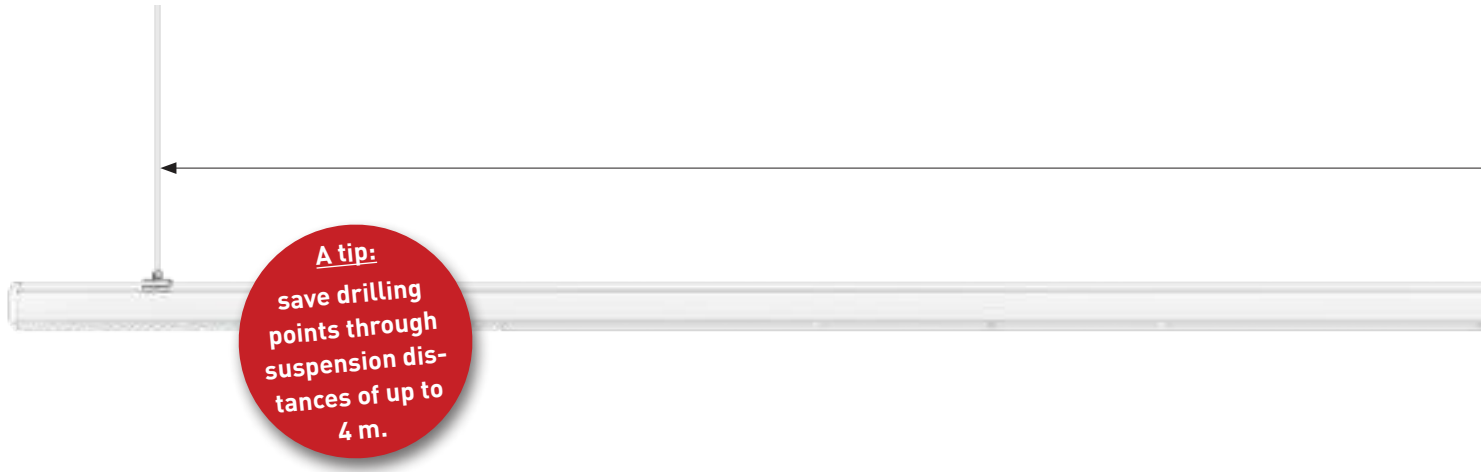 A tip:
save drilling
points through
suspension dis-
tances of up to
4 m.